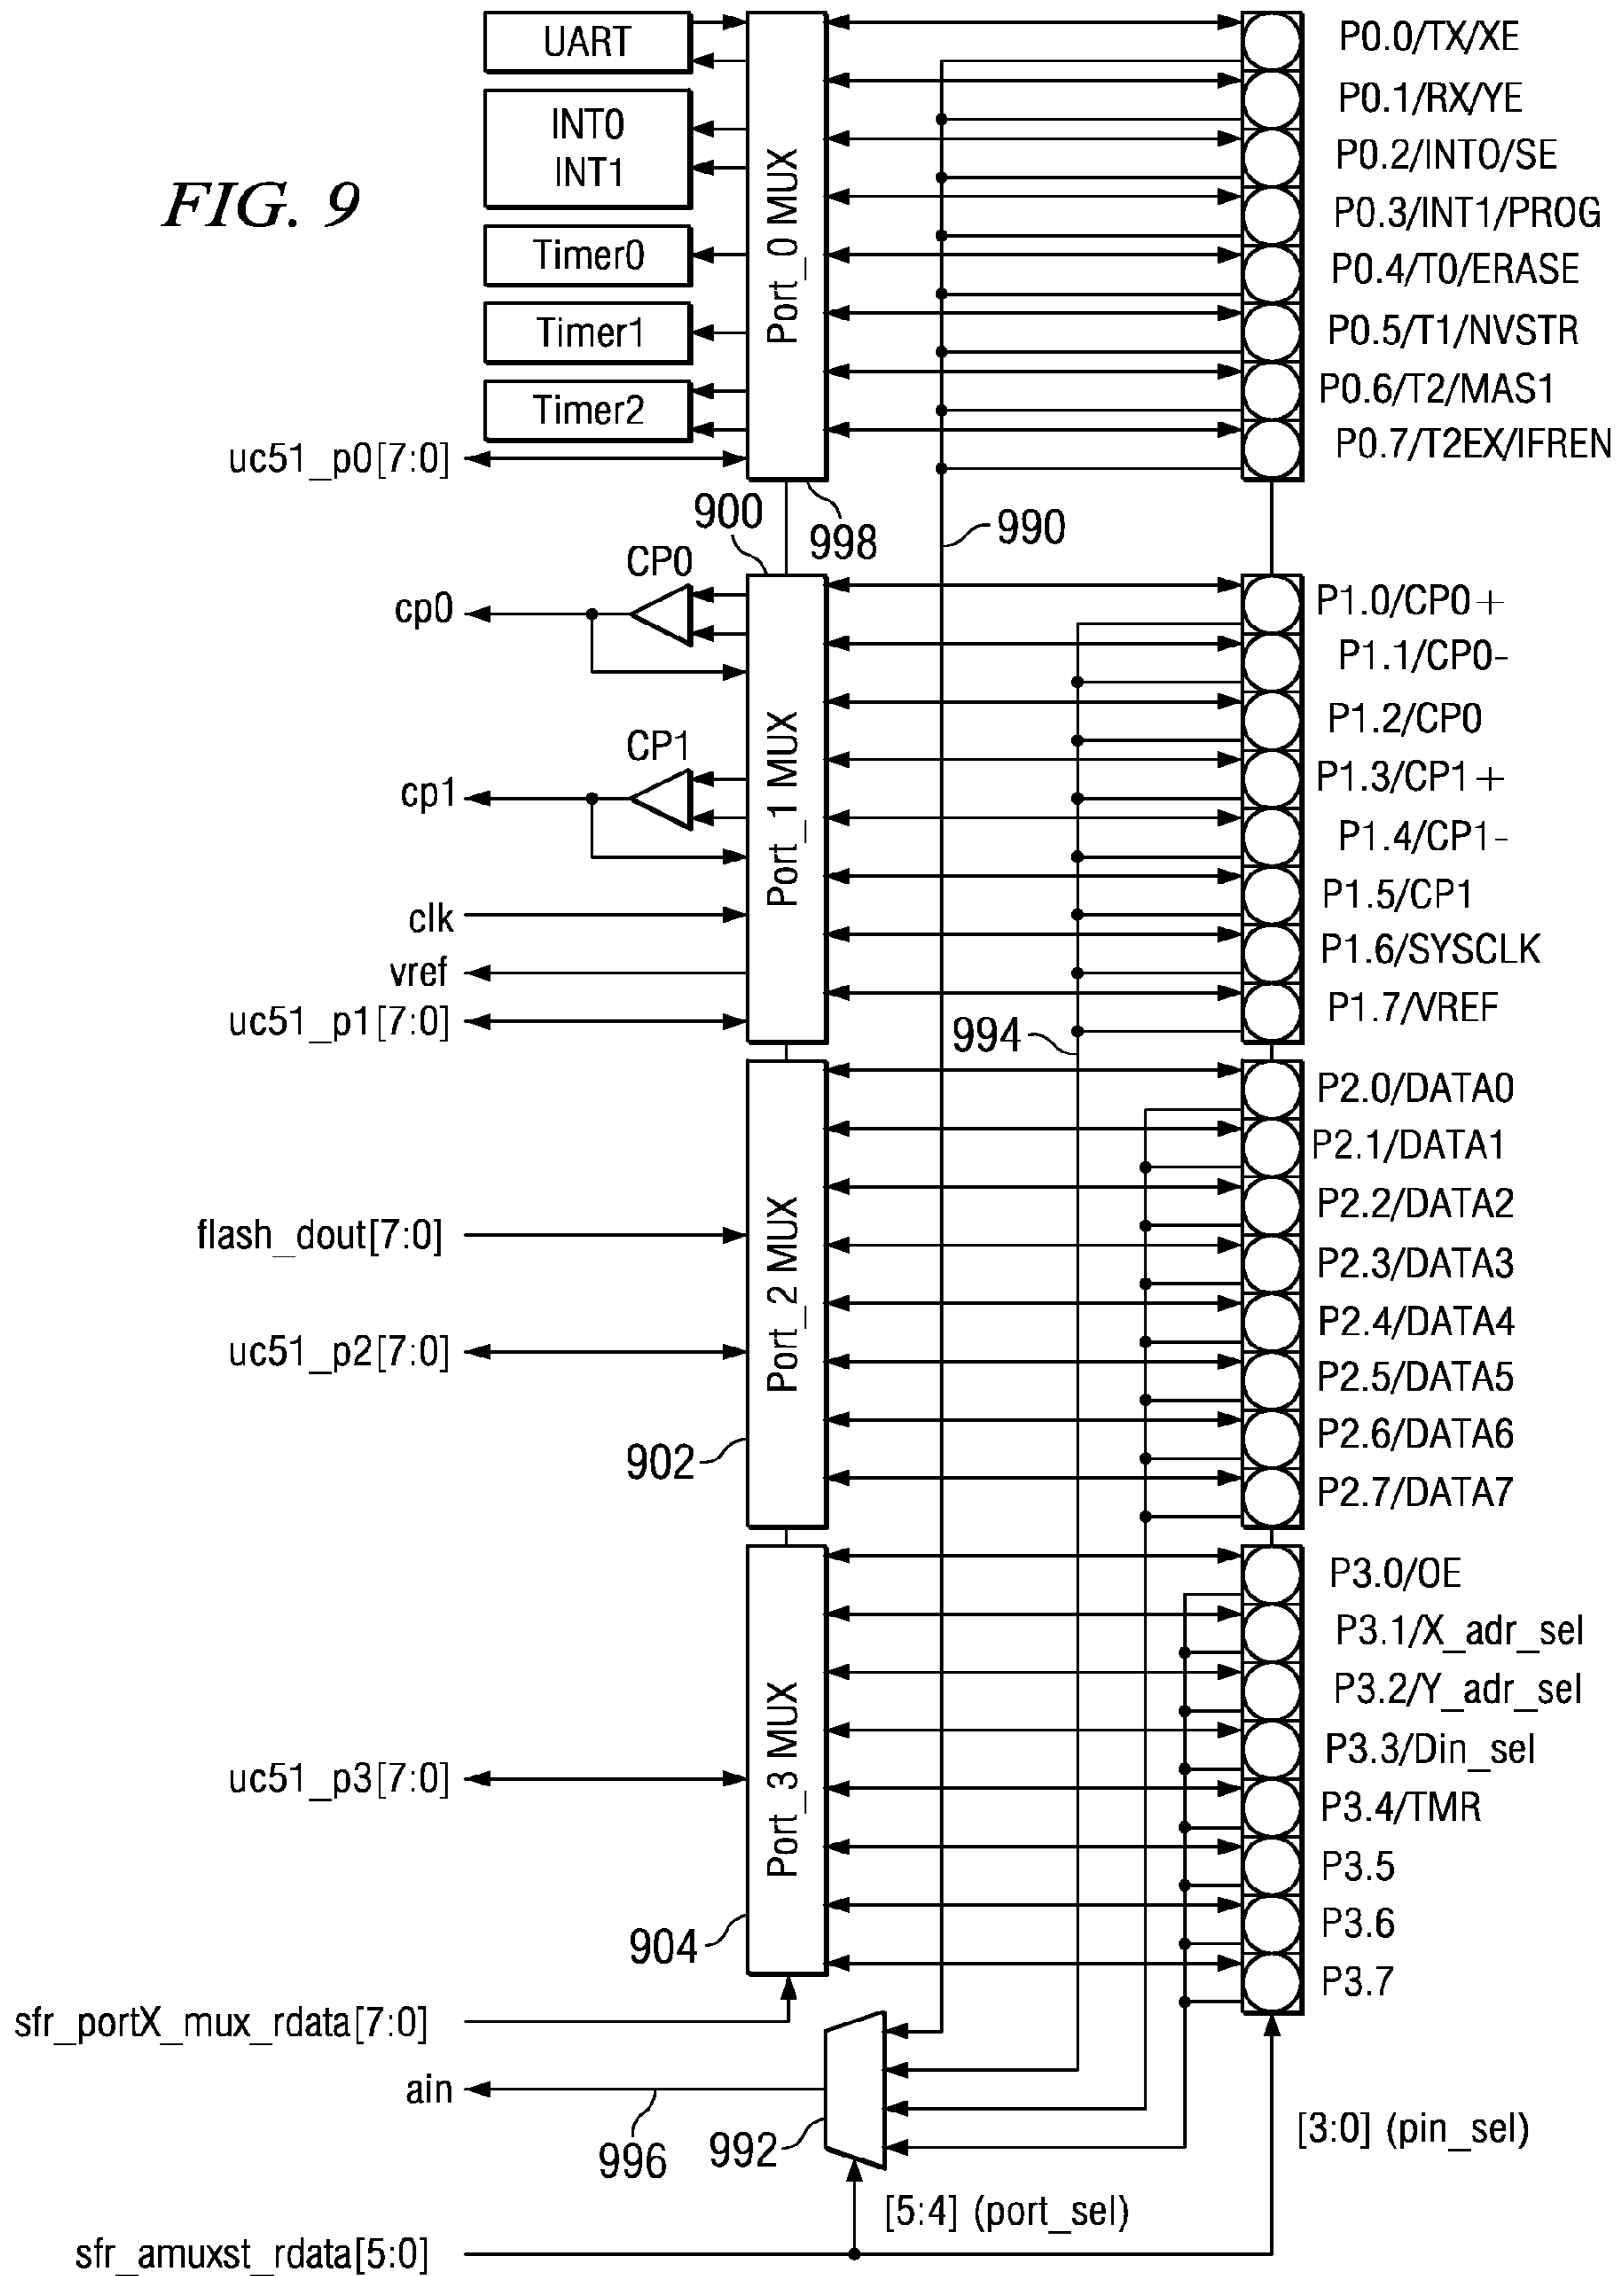 FIG. 9
UART
INT0
INT1
Timer0
Timer1
Timer2
uc51_p0[7:0]
Port_0 MUX
P0.0/TX/XE
P0.1/RX/YE
P0.2/INTO/SE
P0.3/INT1/PROG
P0.4/T0/ERASE
P0.5/T1/NVSTR
P0.6/T2/MAS1
P0.7/T2EX/IFREN
900
998
990
CP0
cp0
CP1
cp1
clk
vref
uc51_p1[7:0]
Port_1 MUX
994
P1.0/CP0+
P1.1/CP0-
P1.2/CP0
P1.3/CP1+
P1.4/CP1-
P1.5/CP1
P1.6/SYSCLK
P1.7/VREF
flash_dout[7:0]
uc51_p2[7:0]
Port_2 MUX
902
P2.0/DATA0
P2.1/DATA1
P2.2/DATA2
P2.3/DATA3
P2.4/DATA4
P2.5/DATA5
P2.6/DATA6
P2.7/DATA7
uc51_p3[7:0]
Port_3 MUX
904
P3.0/OE
P3.1/X_adr_sel
P3.2/Y_adr_sel
P3.3/Din_sel
P3.4/TMR
P3.5
P3.6
P3.7
sfr_portX_mux_rdata[7:0]
ain
996
992
[3:0] (pin_sel)
[5:4] (port_sel)
sfr_amuxst_rdata[5:0]